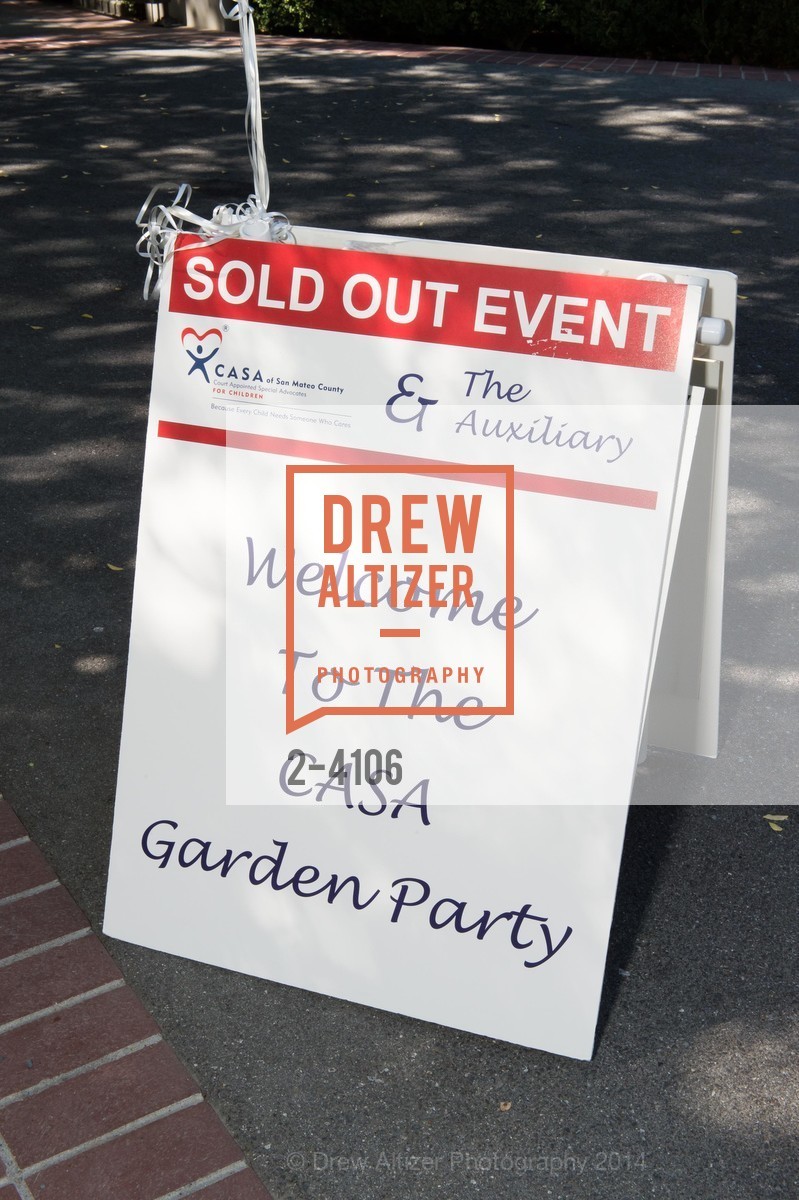 SOLD OUT EVENT
CASA of San Mateo County
Court Appointed Special Advocates
FOR CHILDREN
Because Every Child Needs Someone Who Cares
& The
Auxiliary
DREW
ALTIZER
PHOTOGRAPHY
Welcome
To The
2-4106
CASA
Garden Party
© Drew Altizer Photography 2014